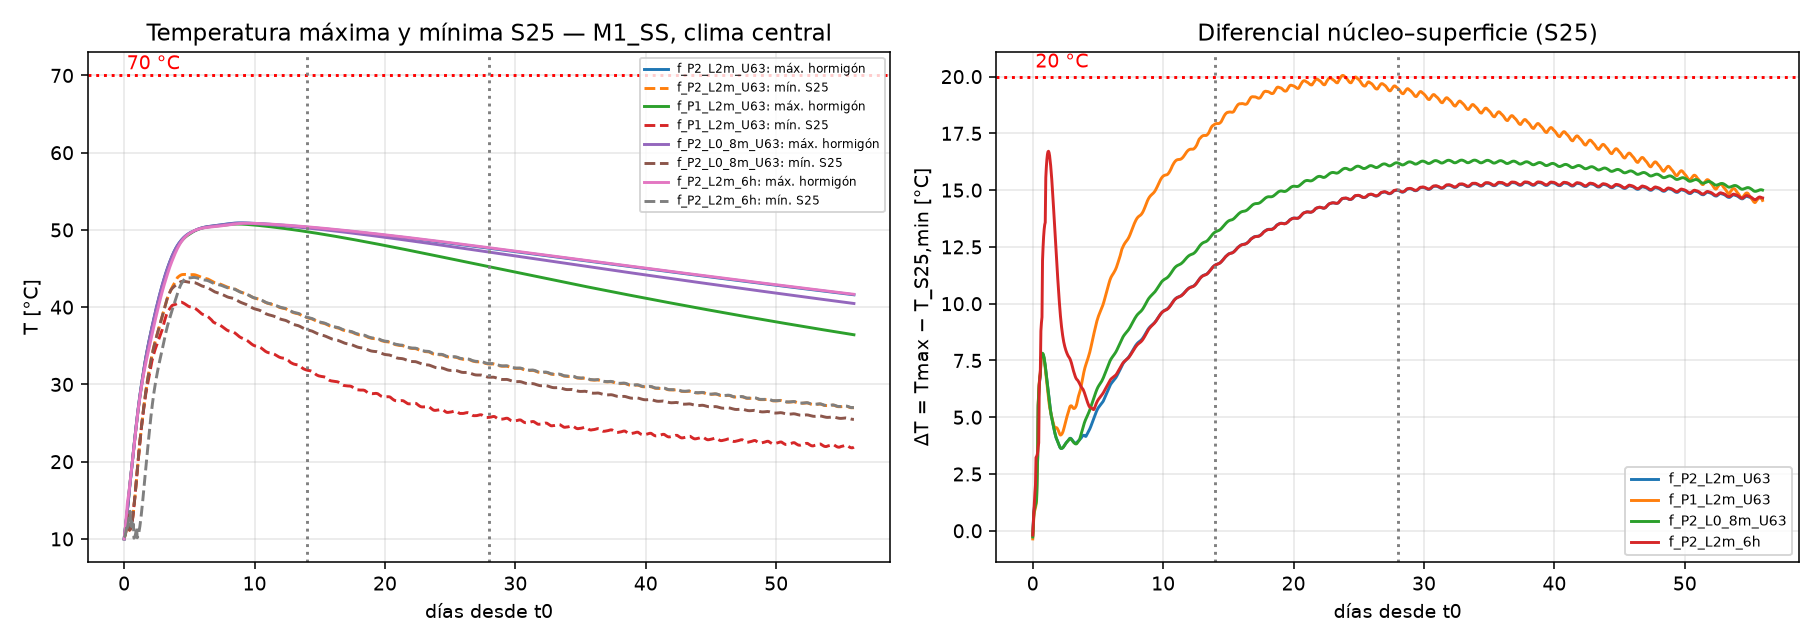 Temperatura máxima y mínima S25 — M1_SS, clima central
70 °C
f_P2_L2m_U63: máx. hormigón
f_P2_L2m_U63: mín. S25
f_P1_L2m_U63: máx. hormigón
f_P1_L2m_U63: mín. S25
f_P2_L0_8m_U63: máx. hormigón
f_P2_L0_8m_U63: mín. S25
f_P2_L2m_6h: máx. hormigón
f_P2_L2m_6h: mín. S25
T [°C]
70
60
50
40
30
20
10
0 10 20 30 40 50
días desde t0
Diferencial núcleo–superficie (S25)
20 °C
ΔT = Tmax − T_S25,min [°C]
20.0
17.5
15.0
12.5
10.0
7.5
5.0
2.5
0.0
f_P2_L2m_U63
f_P1_L2m_U63
f_P2_L0_8m_U63
f_P2_L2m_6h
0 10 20 30 40 50
días desde t0